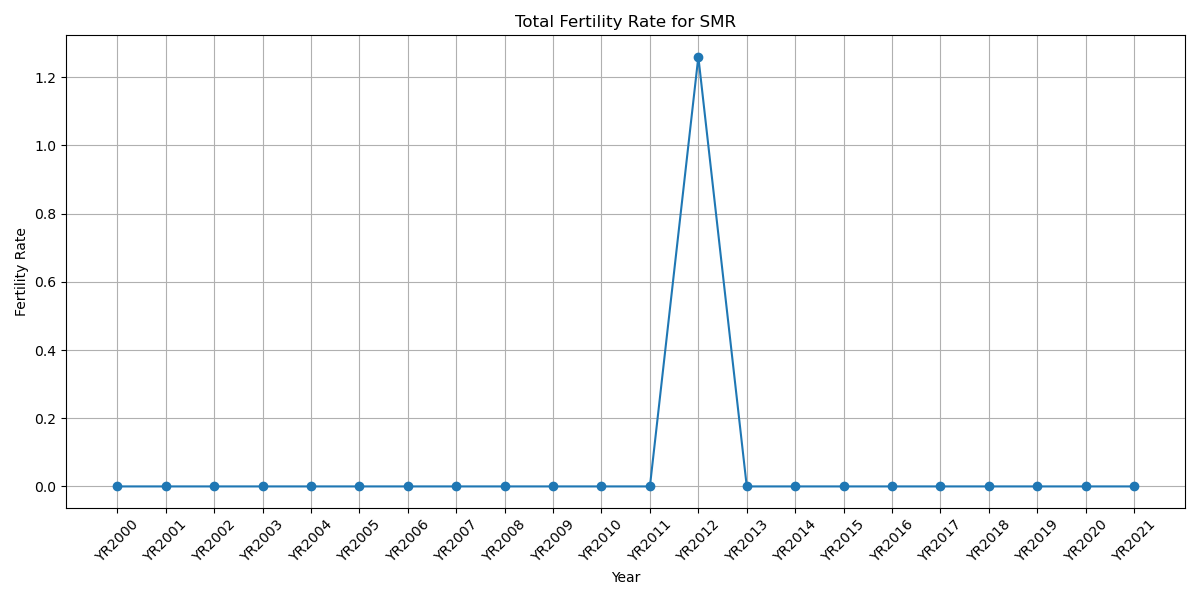 Total Fertility Rate for SMR
Fertility Rate
1.2
1.0
0.8
0.6
0.4
0.2
0.0
YR2000
YR2001
YR2002
YR2003
YR2004
YR2005
YR2006
YR2007
YR2008
YR2009
YR2010
YR2011
YR2012
YR2013
YR2014
YR2015
YR2016
YR2017
YR2018
YR2019
YR2020
YR2021
Year